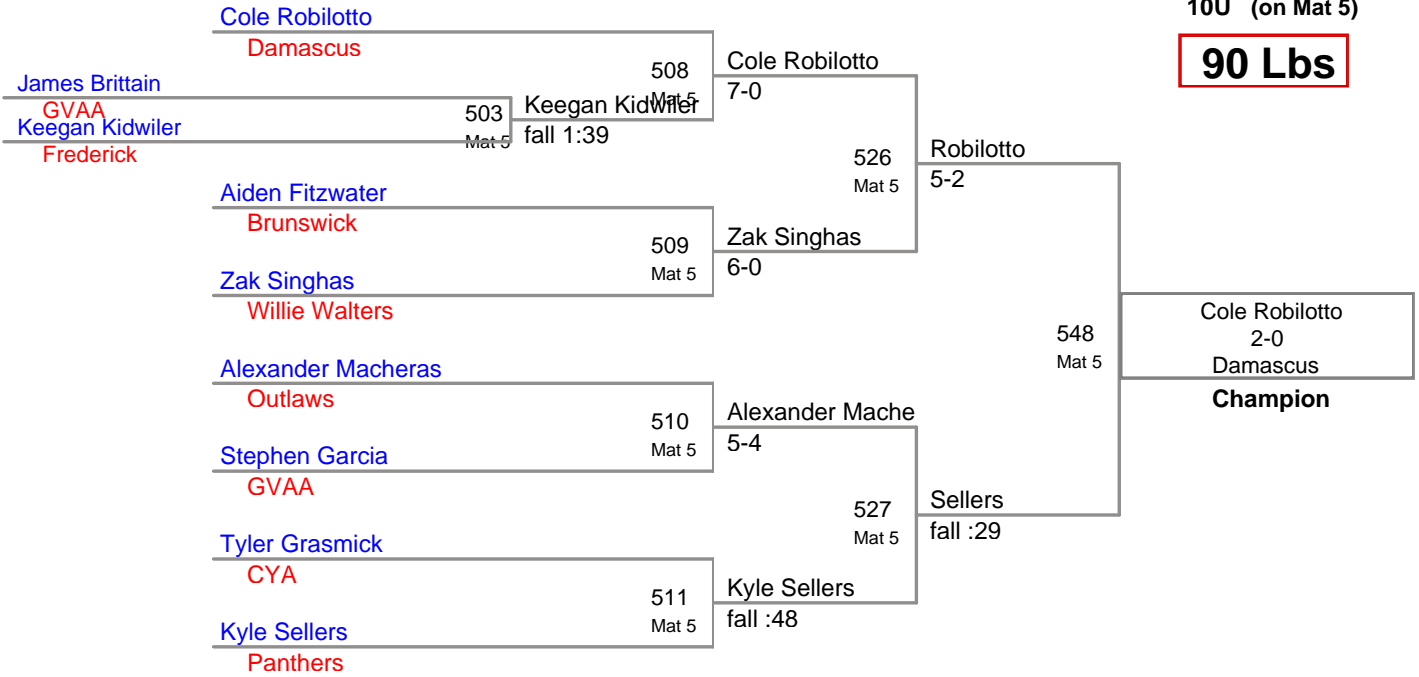 10U (on Mat 5)
90 Lbs
Cole Robilotto
Damascus
James Brittain
GVAA
Keegan Kidwiler
Frederick
503
Mat 5
Keegan Kidwiler
fall 1:39
508
Mat 5
Cole Robilotto
7-0
Aiden Fitzwater
Brunswick
Zak Singhas
Willie Walters
509
Mat 5
Zak Singhas
6-0
526
Mat 5
Robilotto
5-2
Alexander Macheras
Outlaws
Stephen Garcia
GVAA
510
Mat 5
Alexander Mache
5-4
Tyler Grasmick
CYA
Kyle Sellers
Panthers
511
Mat 5
Kyle Sellers
fall :48
527
Mat 5
Sellers
fall :29
548
Mat 5
Cole Robilotto
2-0
Damascus
Champion